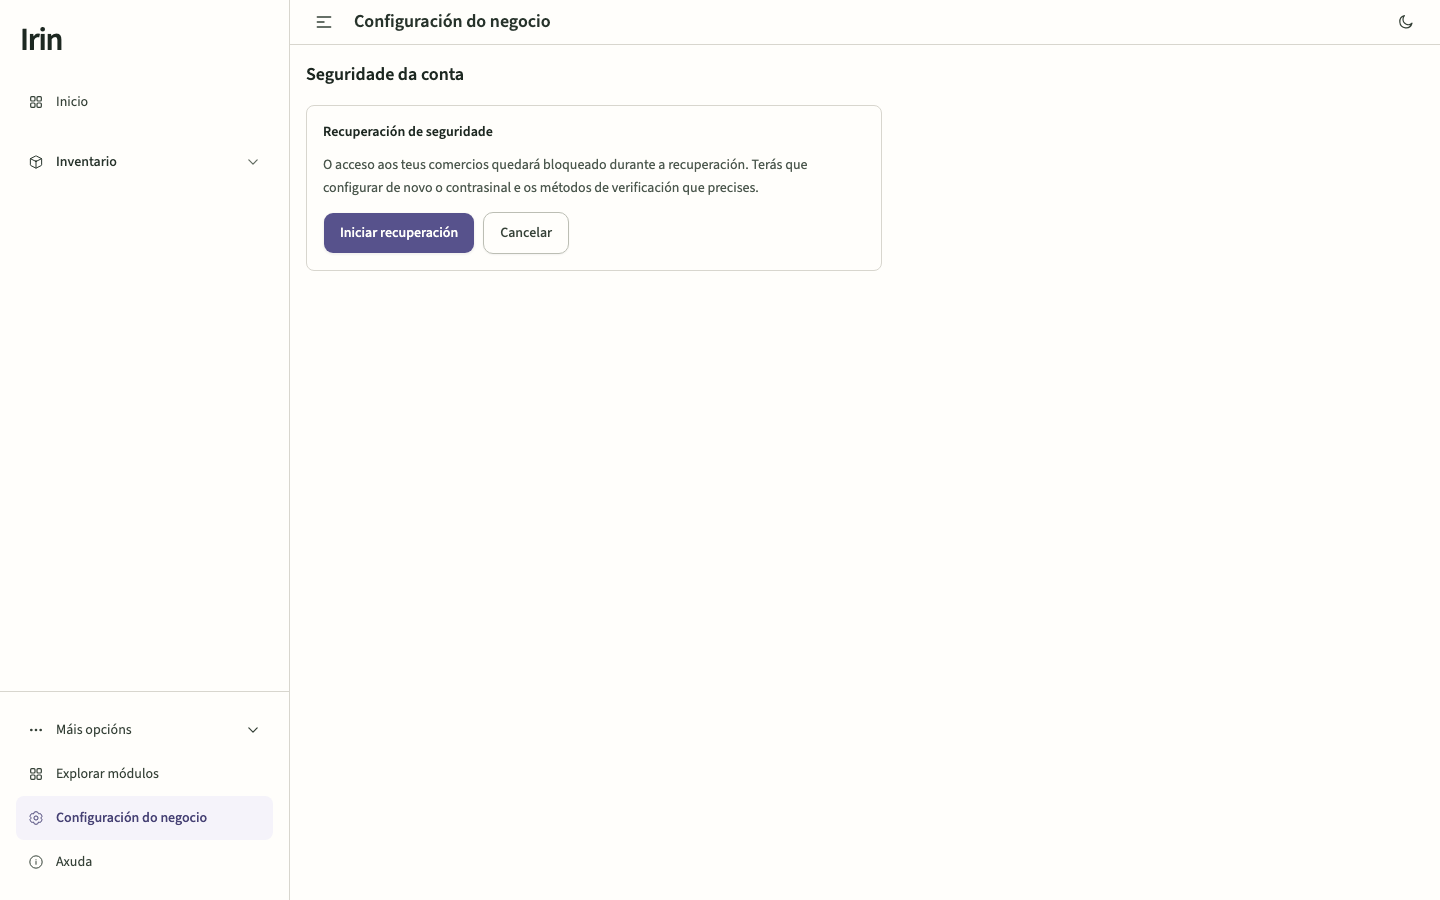 Irin
Inicio
Inventario
Máis opcións
Explorar módulos
Configuración do negocio
Axuda
Configuración do negocio
Seguridade da conta
Recuperación de seguridade
O acceso aos teus comercios quedará bloqueado durante a recuperación. Terás que
configurar de novo o contrasinal e os métodos de verificación que precises.
Iniciar recuperación
Cancelar